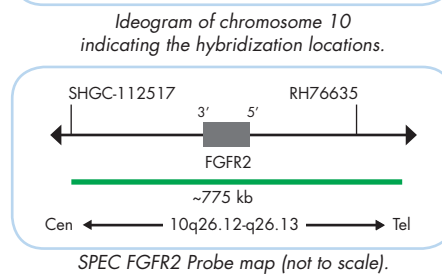 Ideogram of chromosome 10
indicating the hybridization locations.
SHGC-112517 RH76635
3’ 5’
FGFR2
~775 kb
Cen 10q26.12-q26.13 Tel
SPEC FGFR2 Probe map (not to scale).